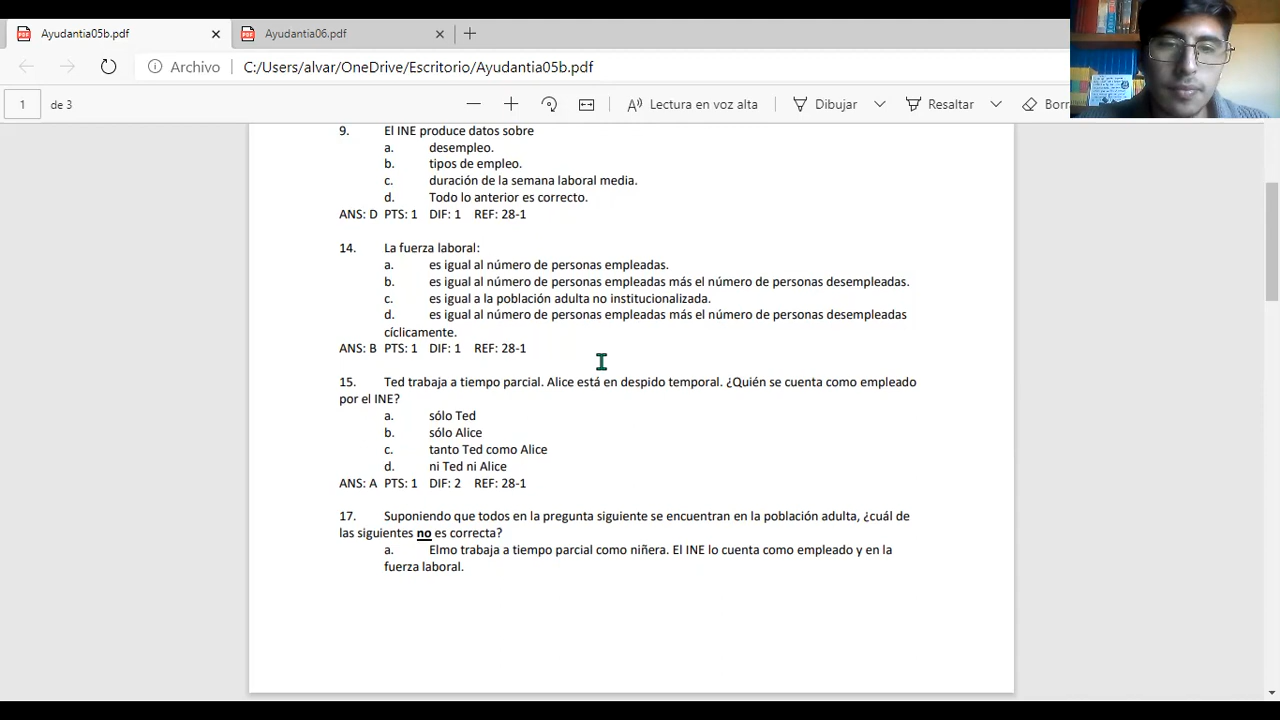 Ayudantia05b.pdf
Ayudantia06.pdf
Archivo C:/Users/alvar/OneDrive/Escritorio/Ayudantia05b.pdf
1 de 3 Lectura en voz alta Dibujar Resaltar Borr
9. El INE produce datos sobre
a. desempleo.
b. tipos de empleo.
c. duración de la semana laboral media.
d. Todo lo anterior es correcto.
ANS: D PTS: 1 DIF: 1 REF: 28-1
14. La fuerza laboral:
a. es igual al número de personas empleadas.
b. es igual al número de personas empleadas más el número de personas desempleadas.
c. es igual a la población adulta no institucionalizada.
d. es igual al número de personas empleadas más el número de personas desempleadas
cíclicamente.
ANS: B PTS: 1 DIF: 1 REF: 28-1
15. Ted trabaja a tiempo parcial. Alice está en despido temporal. ¿Quién se cuenta como empleado
por el INE?
a. sólo Ted
b. sólo Alice
c. tanto Ted como Alice
d. ni Ted ni Alice
ANS: A PTS: 1 DIF: 2 REF: 28-1
17. Suponiendo que todos en la pregunta siguiente se encuentran en la población adulta, ¿cuál de
las siguientes no es correcta?
a. Elmo trabaja a tiempo parcial como niñera. El INE lo cuenta como empleado y en la
fuerza laboral.